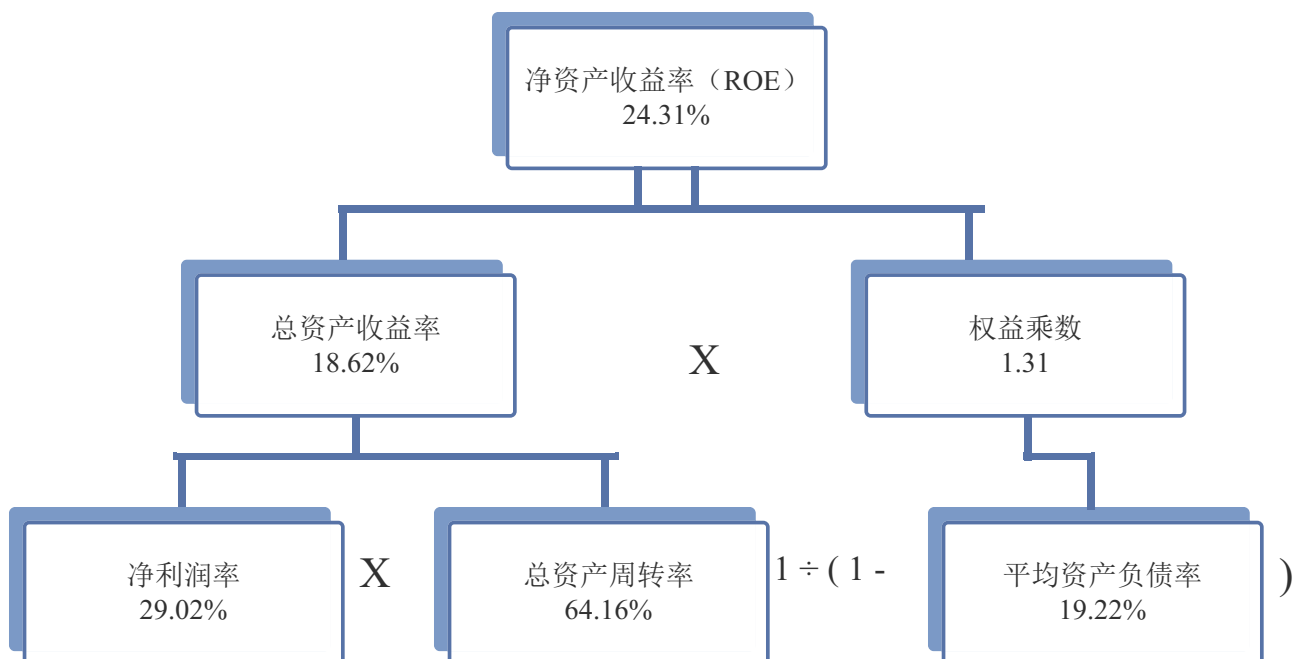 净资产收益率（ROE）
24.31%
总资产收益率
18.62%
X
权益乘数
1.31
净利润率
29.02%
X
总资产周转率
64.16%
1 ÷ ( 1 -
平均资产负债率
19.22%
)